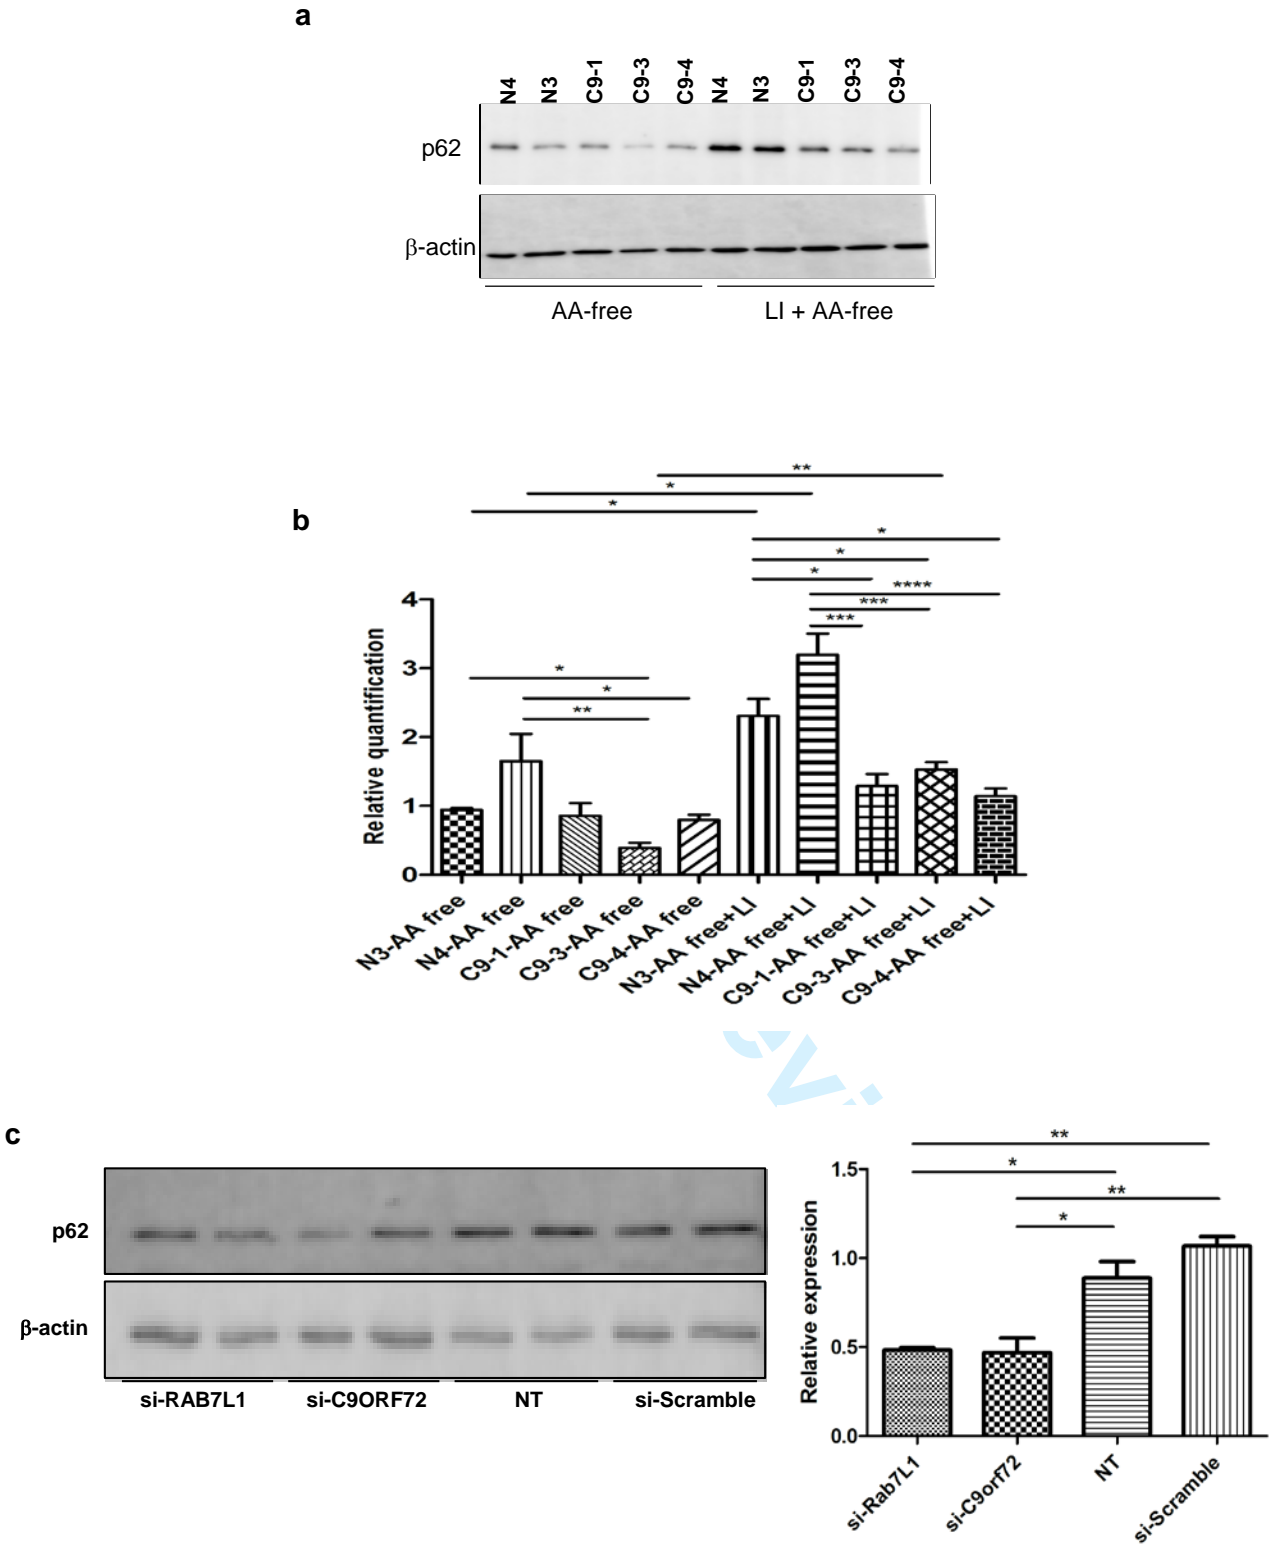 a
N4 N3 C9-1 C9-3 C9-4 N4 N3 C9-1 C9-3 C9-4
p62
β-actin
AA-free LI + AA-free
b
**
*
*
*
*
*
****
***
***
*
*
**
Relative quantification
4
3
2
1
0
N3-AA free N4-AA free C9-1-AA free C9-3-AA free C9-4-AA free N3-AA free+LI N4-AA free+LI C9-1-AA free+LI C9-3-AA free+LI C9-4-AA free+LI
evi
c
p62
β-actin
si-RAB7L1 si-C9ORF72 NT si-Scramble
**
*
**
*
Relative expression
1.5
1.0
0.5
0.0
si-Rab7L1 si-C9orf72 NT si-Scramble